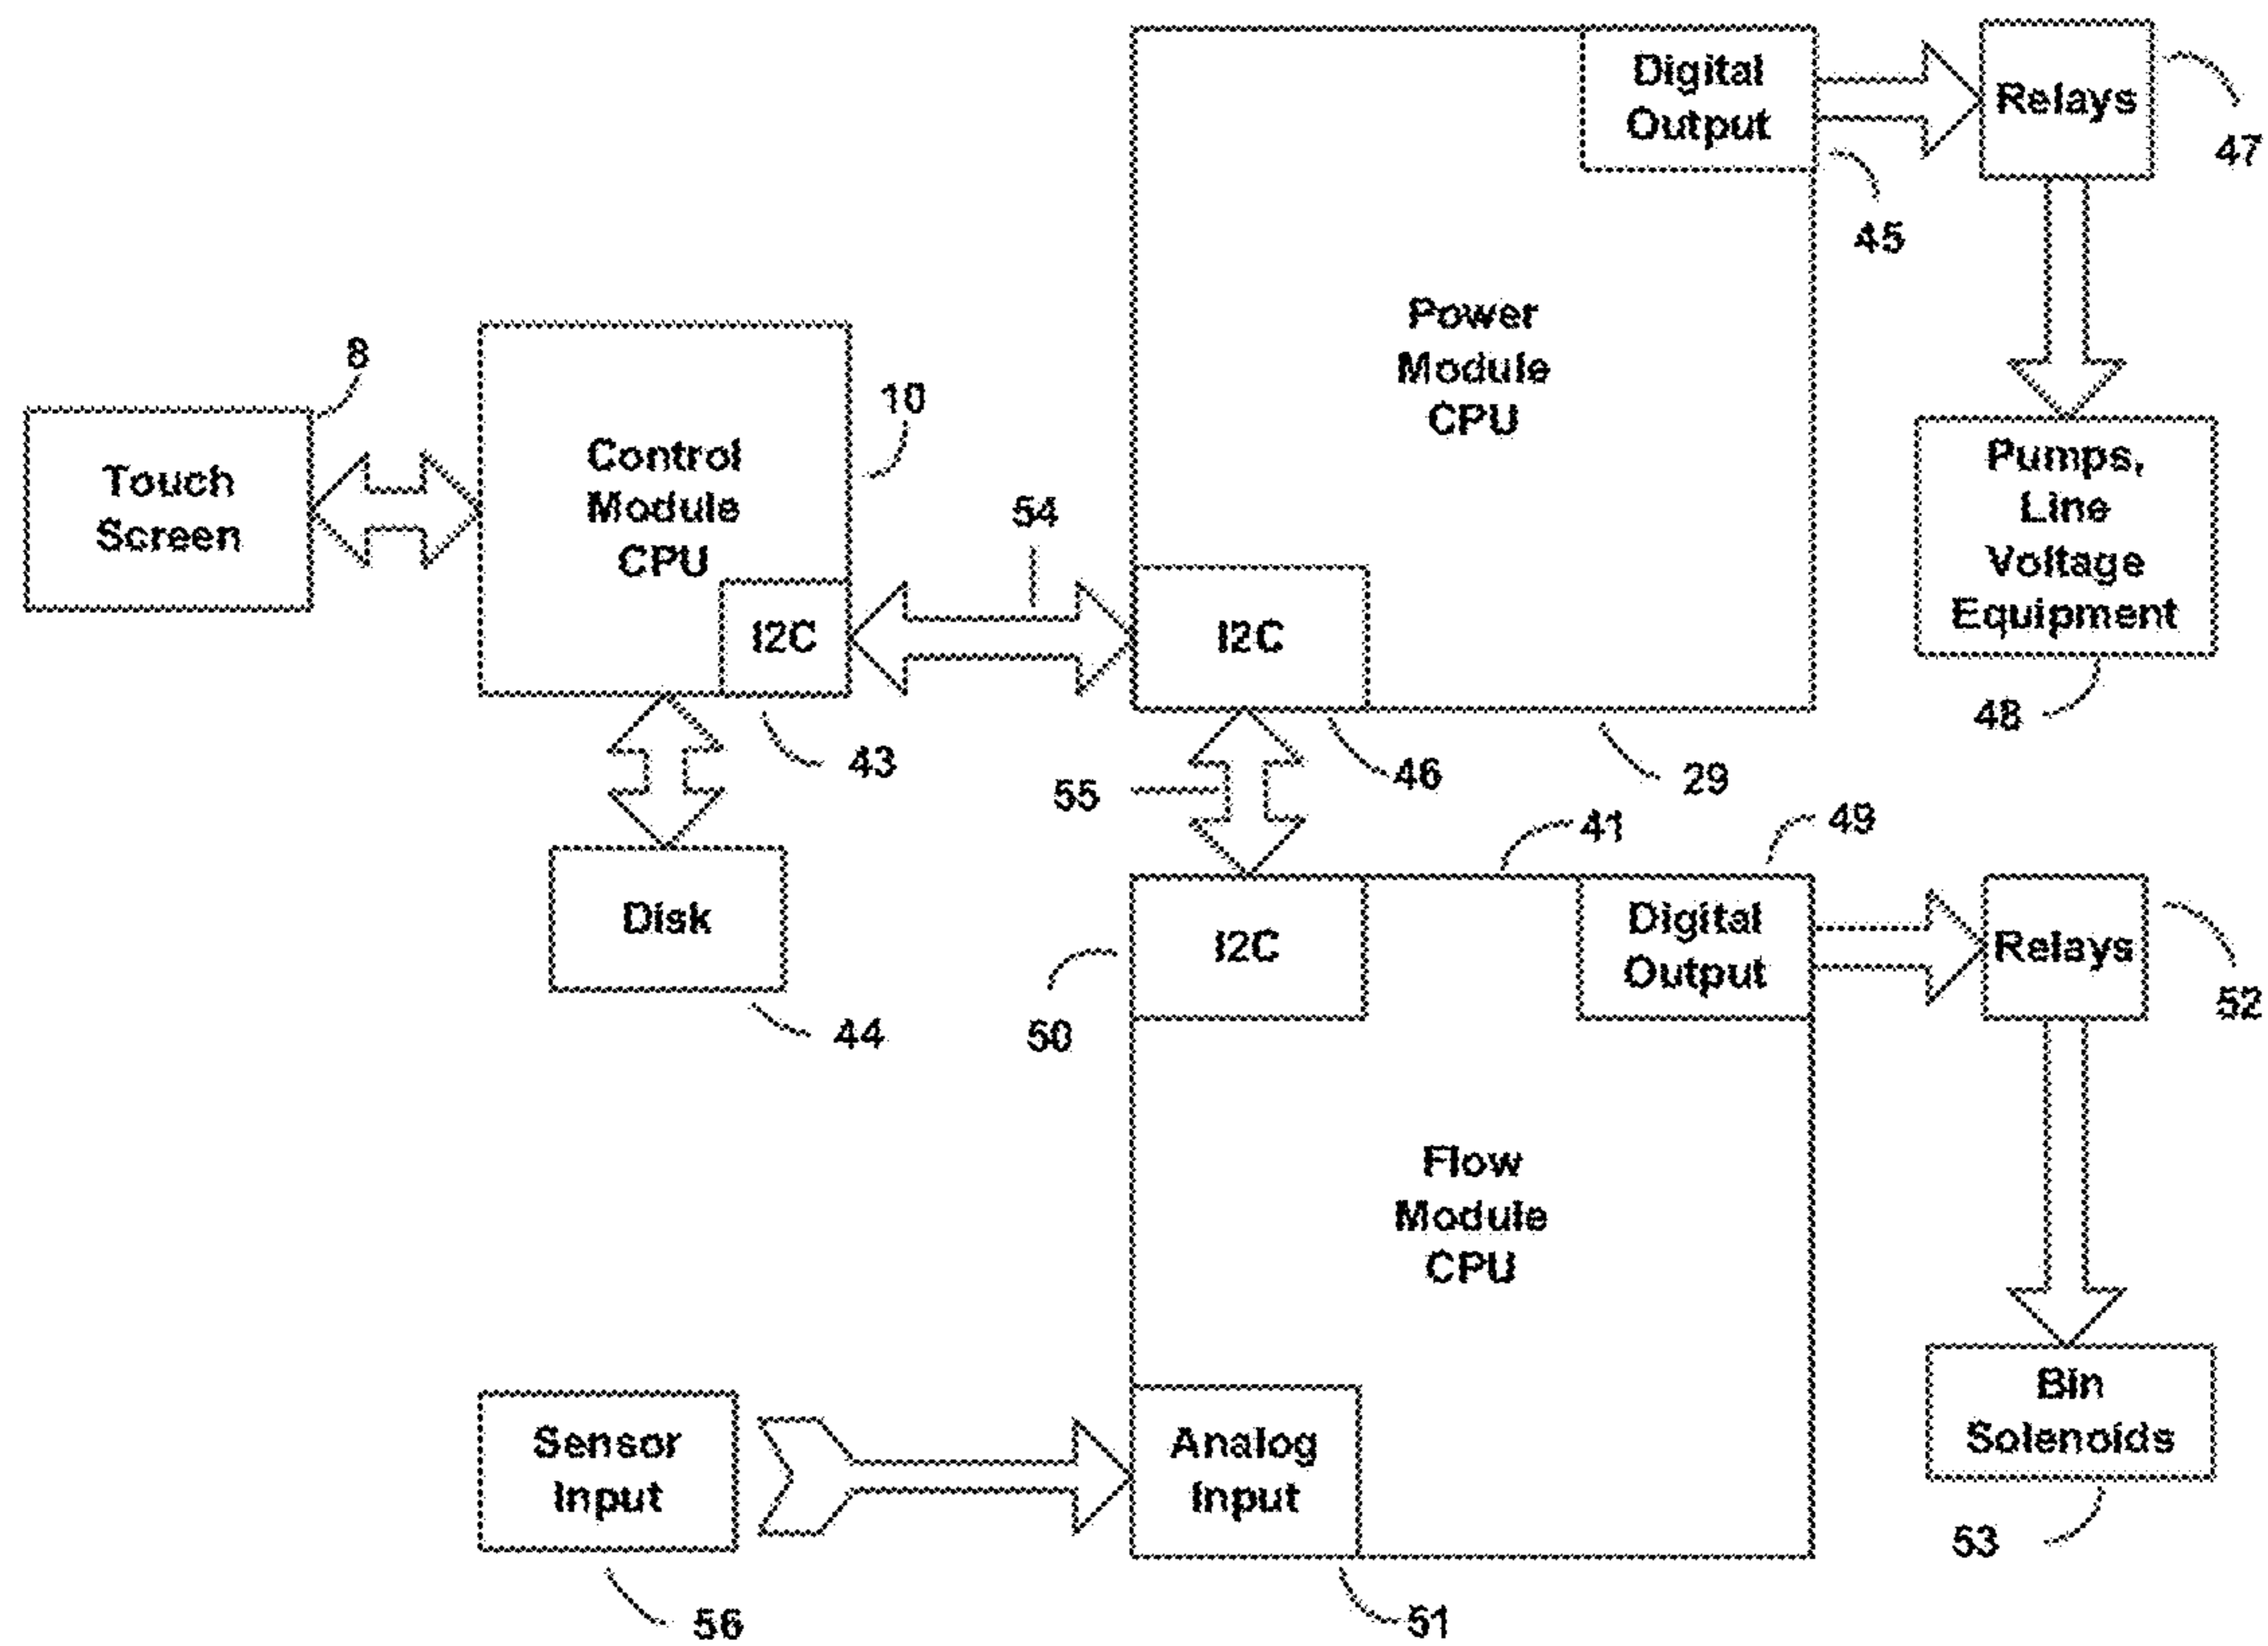 Digital
Output
Relays
47
45
Power
Module
CPU
8
10
Control
Module
CPU
Touch
Screen
54
Pumps,
Line
Voltage
Equipment
I2C
I2C
48
43
46
29
55
41
49
Disk
I2C
Digital
Output
Relays
52
44
50
Flow
Module
CPU
Bin
Solenoids
Sensor
Input
Analog
Input
53
56
51